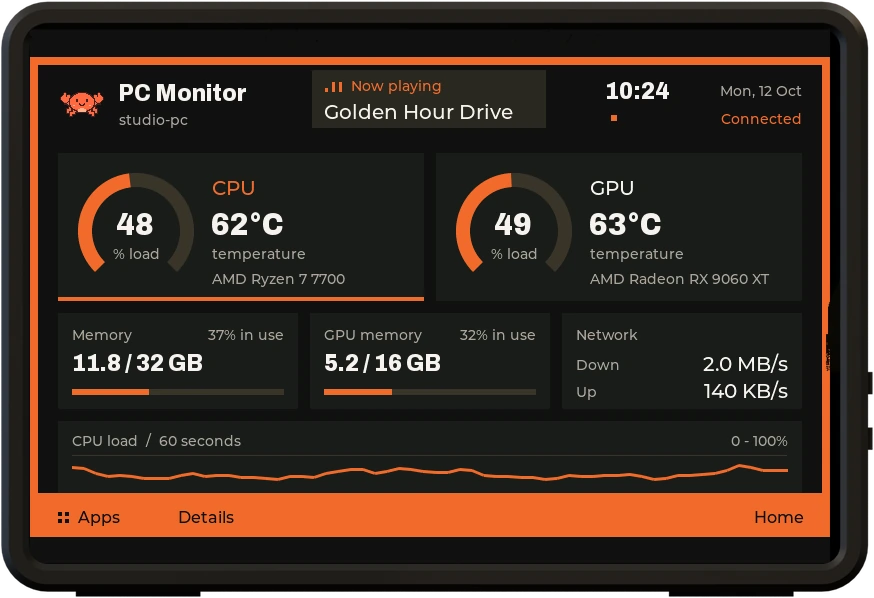 PC Monitor
studio-pc
Now playing
Golden Hour Drive
10:24
Mon, 12 Oct
Connected
48
% load
CPU
62°C
temperature
AMD Ryzen 7 7700
49
% load
GPU
63°C
temperature
AMD Radeon RX 9060 XT
Memory 37% in use
11.8 / 32 GB
GPU memory 32% in use
5.2 / 16 GB
Network
Down 2.0 MB/s
Up 140 KB/s
CPU load / 60 seconds 0 - 100%
Apps Details Home